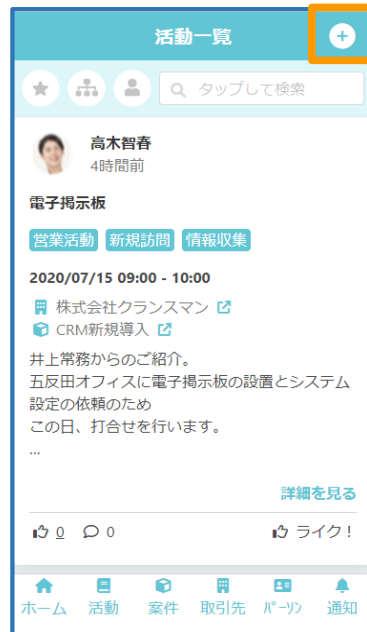 活動一覧
タップして検索
高木智春
4時間前
電子掲示板
営業活動 新規訪問 情報収集
2020/07/15 09:00 - 10:00
株式会社クランスマン
CRM新規導入
井上常務からのご紹介。
五反田オフィスに電子掲示板の設置とシステム
設定の依頼のため
この日、打合せを行います。
...
詳細を見る
0 0 ライク!
ホーム 活動 案件 取引先 ﾊﾟｰｿﾝ 通知